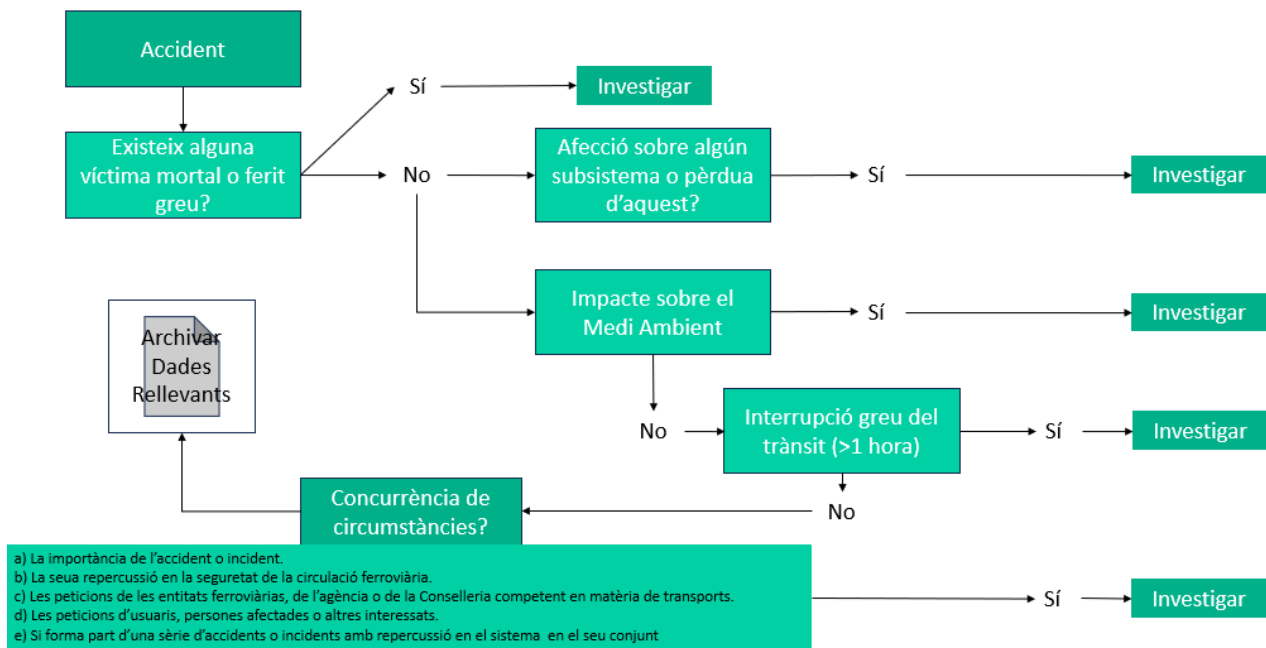 Accident
Sí
Investigar
Existeix alguna
víctima mortal o ferit
greu?
No
Afecció sobre algún
subsistema o pèrdua
d'aquest?
Sí
Investigar
Impacte sobre el
Medi Ambient
Sí
Investigar
Archivar
Dades
Rellevants
No
Interrupció greu del
trànsit (>1 hora)
Sí
Investigar
No
Concurrència de
circumstàncies?
a) La importància de l'accident o incident.
b) La seua repercussió en la seguretat de la circulació ferroviària.
c) Les peticions de les entitats ferroviàrias, de l'agència o de la Conselleria competent en matèria de transports.
d) Les peticions d'usuaris, persones afectades o altres interessats.
e) Si forma part d'una sèrie d'accidents o incidents amb repercussió en el sistema en el seu conjunt
Sí
Investigar